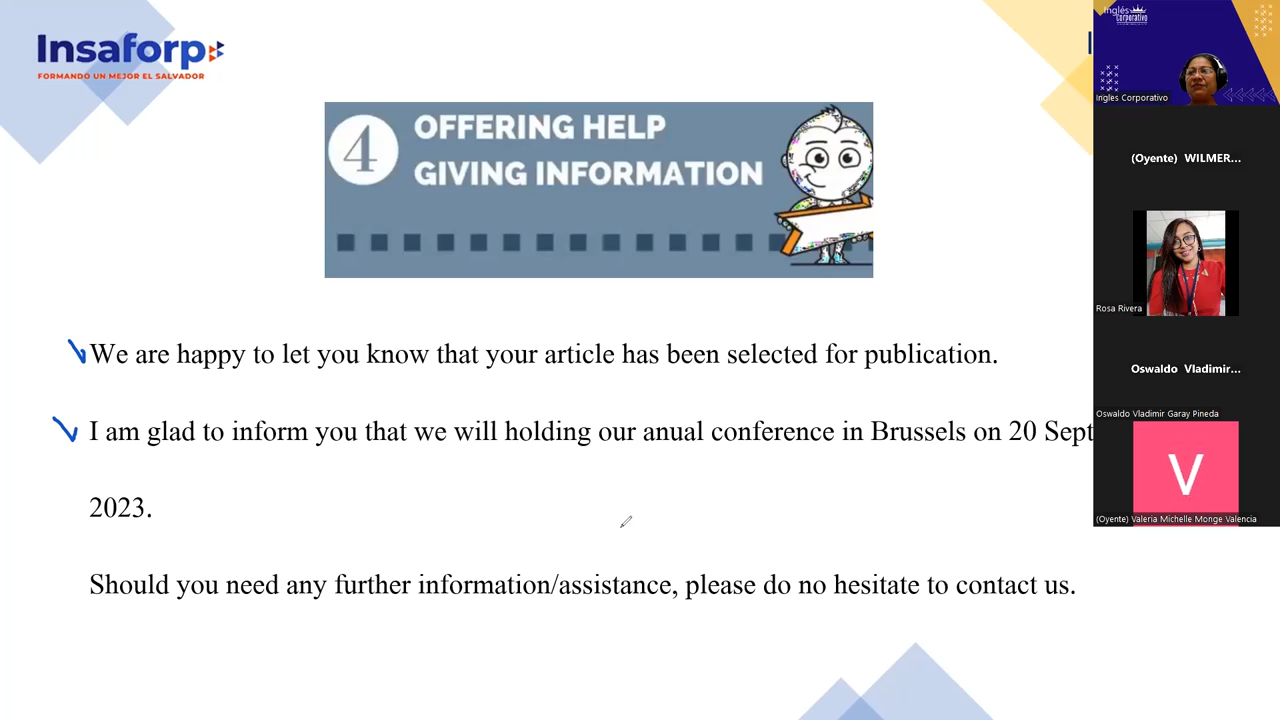 Insaforp
FORMANDO UN MEJOR EL SALVADOR
4
OFFERING HELP
GIVING INFORMATION
We are happy to let you know that your article has been selected for publication.
I am glad to inform you that we will holding our anual conference in Brussels on 20 Sept
2023.
Should you need any further information/assistance, please do no hesitate to contact us.
Inglés
Corporativo
Ingles Corporativo
(Oyente) WILMER...
Rosa Rivera
Oswaldo Vladimir...
Oswaldo Vladimir Garay Pineda
V
(Oyente) Valeria Michelle Monge Valencia